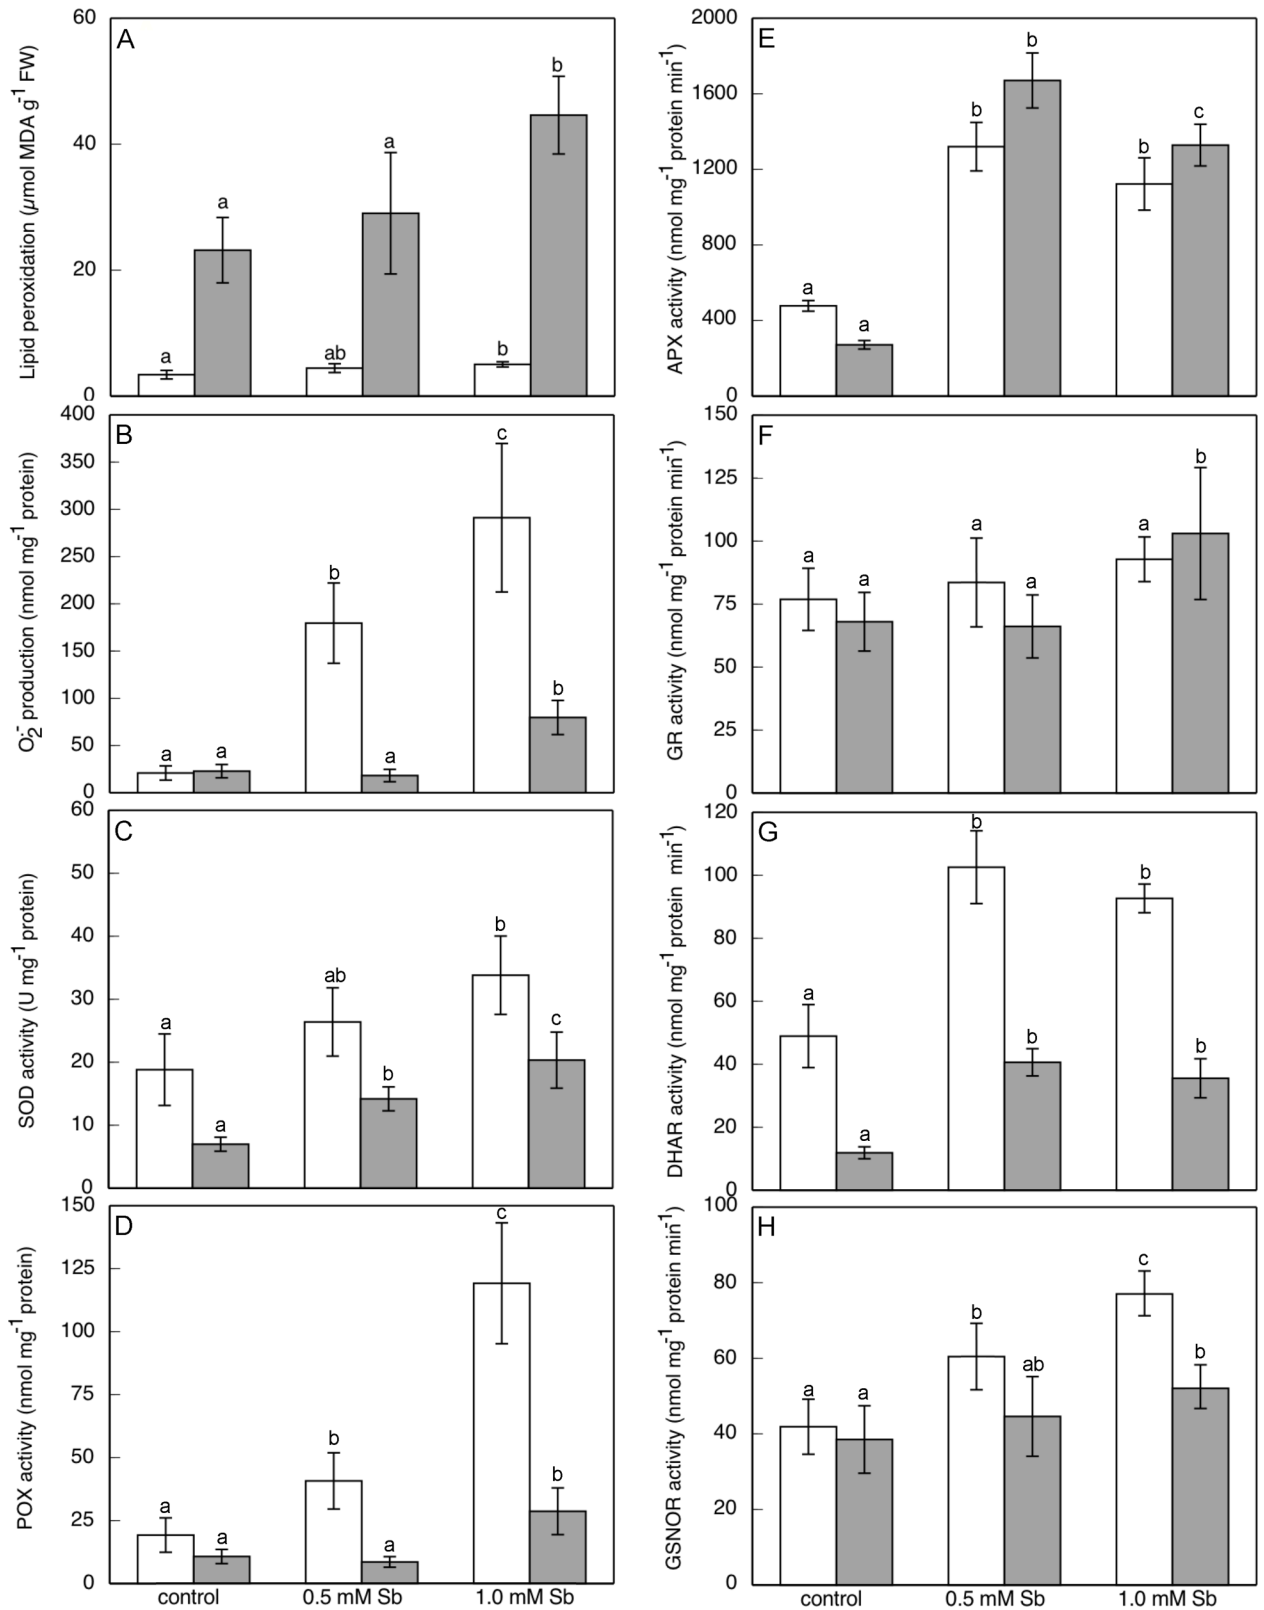 A
Lipid peroxidation (µmol MDA g-1 FW)
60
40
20
0
a
a
ab
a
b
b
B
O2·- production (nmol mg-1 protein)
400
350
300
250
200
150
100
50
0
a
a
b
a
c
b
C
SOD activity (U mg-1 protein)
60
50
40
30
20
10
0
a
a
ab
b
b
c
D
POX activity (nmol mg-1 protein)
150
125
100
75
50
25
0
a
a
b
a
c
b
control
0.5 mM Sb
1.0 mM Sb
E
APX activity (nmol mg-1 protein min-1)
2000
1600
1200
800
400
0
a
a
b
b
b
c
F
GR activity (nmol mg-1 protein min-1)
150
125
100
75
50
25
0
a
a
a
a
a
b
G
DHAR activity (nmol mg-1 protein min-1)
120
100
80
60
40
20
0
a
a
b
b
b
b
H
GSNOR activity (nmol mg-1 protein min-1)
100
80
60
40
20
0
a
a
b
ab
c
b
control
0.5 mM Sb
1.0 mM Sb